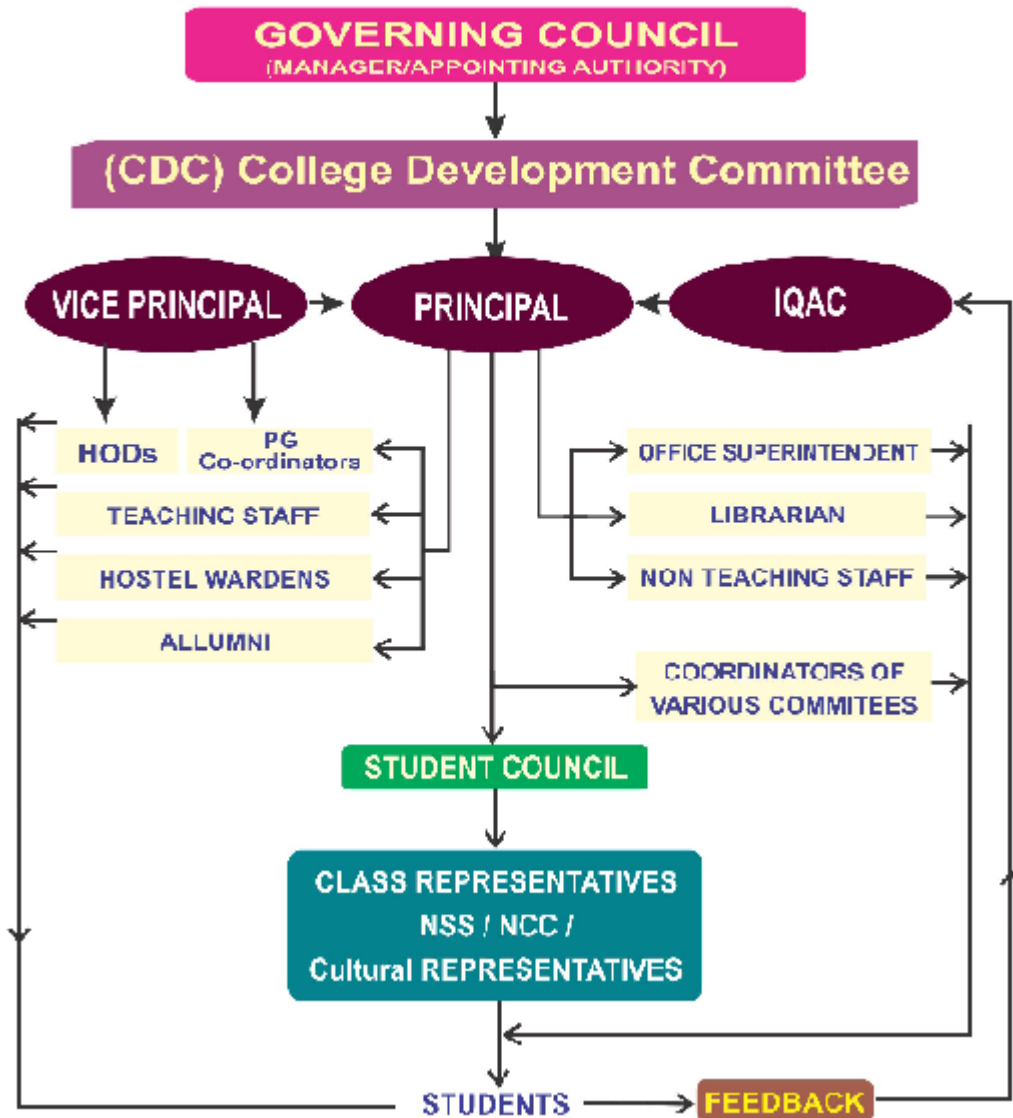 GOVERNING COUNCIL
(MANAGER/APPOINTING AUTHORITY)
(CDC) College Development Committee
VICE PRINCIPAL
PRINCIPAL
IQAC
HODs
PG
Co-ordinators
OFFICE SUPERINTENDENT
TEACHING STAFF
LIBRARIAN
HOSTEL WARDENS
NON TEACHING STAFF
ALLUMNI
COORDINATORS OF
VARIOUS COMMITEES
STUDENT COUNCIL
CLASS REPRESENTATIVES
NSS / NCC /
Cultural REPRESENTATIVES
STUDENTS
FEEDBACK